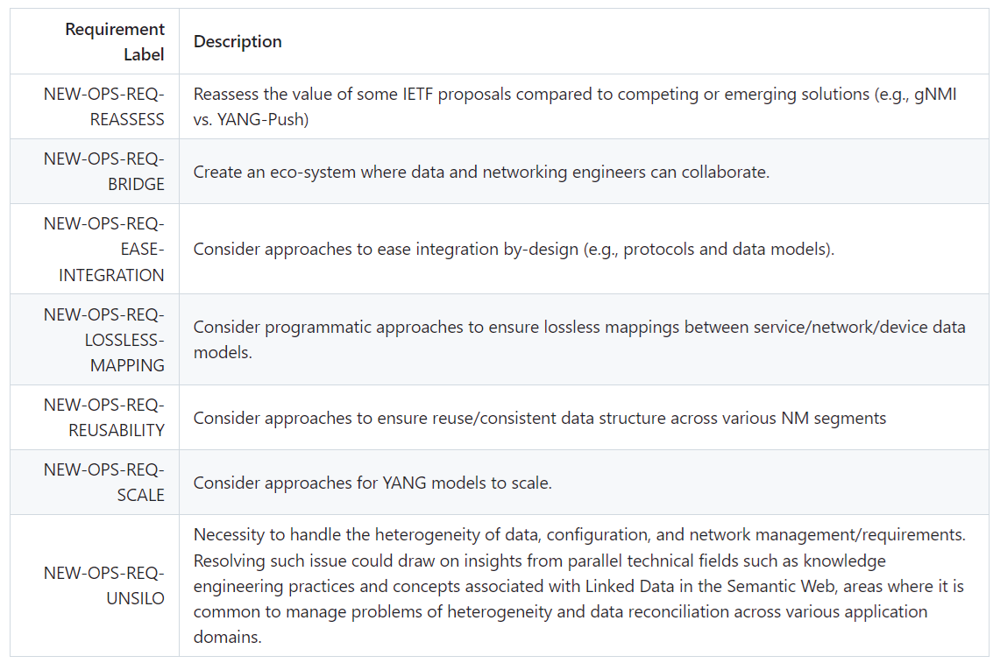 Requirement
Label
Description
NEW-OPS-REQ-
REASSESS
Reassess the value of some IETF proposals compared to competing or emerging solutions (e.g., gNMI
vs. YANG-Push)
NEW-OPS-REQ-
BRIDGE
Create an eco-system where data and networking engineers can collaborate.
NEW-OPS-REQ-
EASE-
INTEGRATION
Consider approaches to ease integration by-design (e.g., protocols and data models).
NEW-OPS-REQ-
LOSSLESS-
MAPPING
Consider programmatic approaches to ensure lossless mappings between service/network/device data
models.
NEW-OPS-REQ-
REUSABILITY
Consider approaches to ensure reuse/consistent data structure across various NM segments
NEW-OPS-REQ-
SCALE
Consider approaches for YANG models to scale.
NEW-OPS-REQ-
UNSILO
Necessity to handle the heterogeneity of data, configuration, and network management/requirements.
Resolving such issue could draw on insights from parallel technical fields such as knowledge
engineering practices and concepts associated with Linked Data in the Semantic Web, areas where it is
common to manage problems of heterogeneity and data reconciliation across various application
domains.